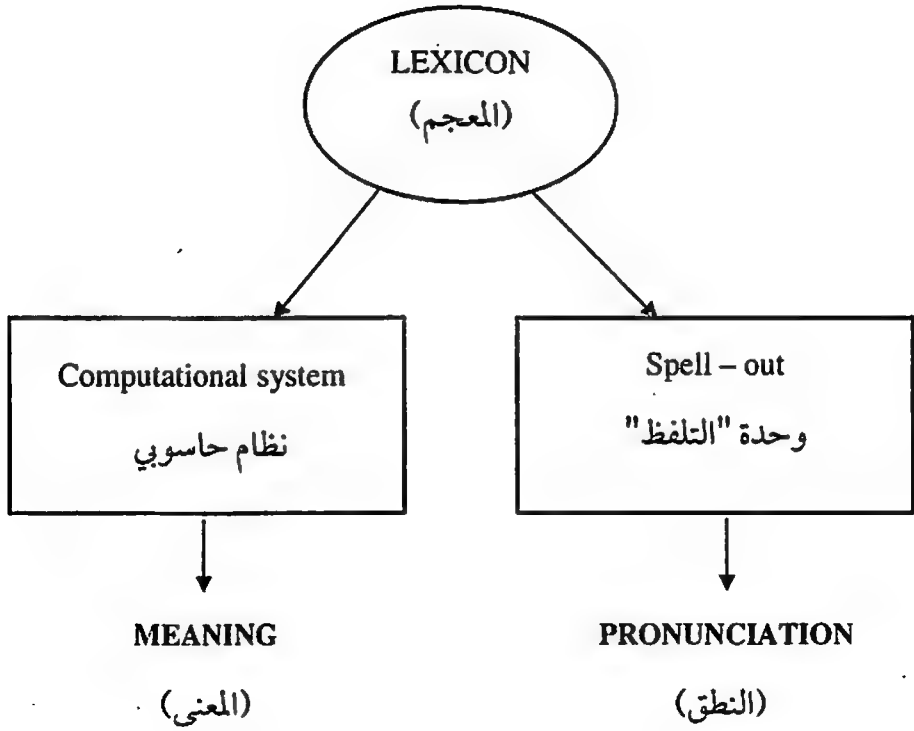 LEXICON
(المعجم)
Computational system
نظام حاسوبي
Spell – out
وحدة "التلفظ"
MEANING
(المعنى)
PRONUNCIATION
(النطق)